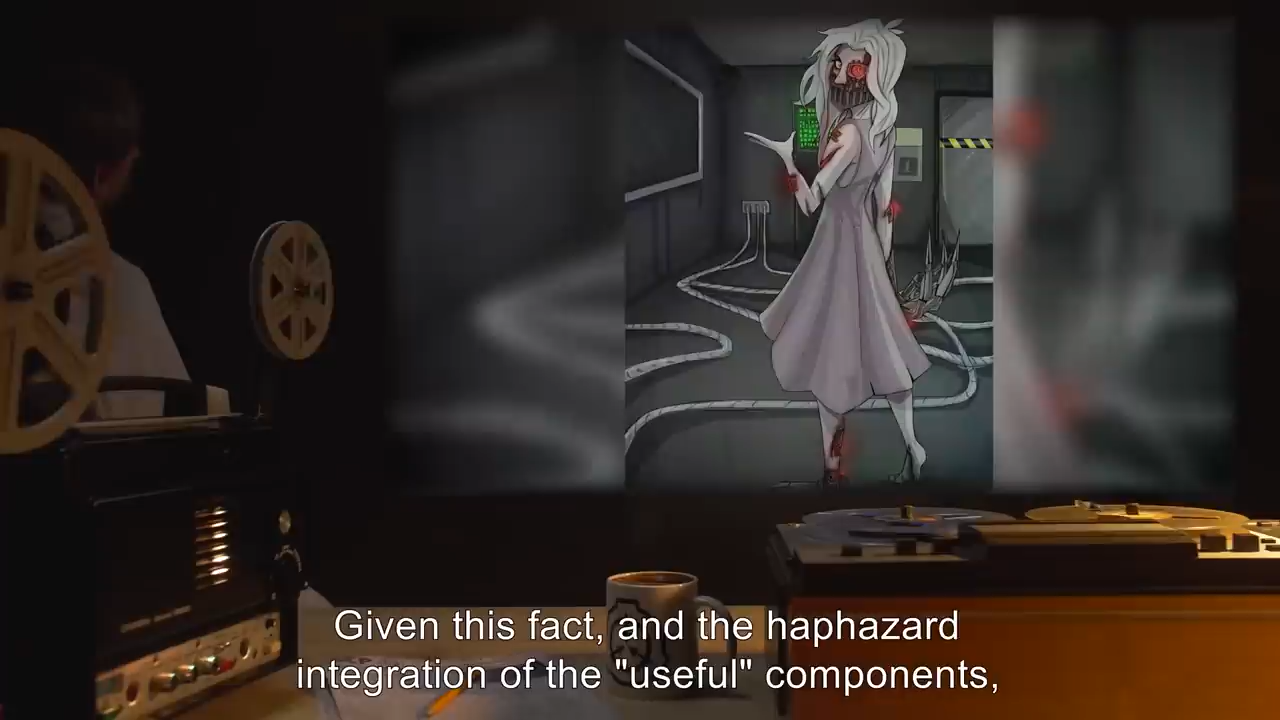 Given this fact, and the haphazard
integration of the "useful" components,